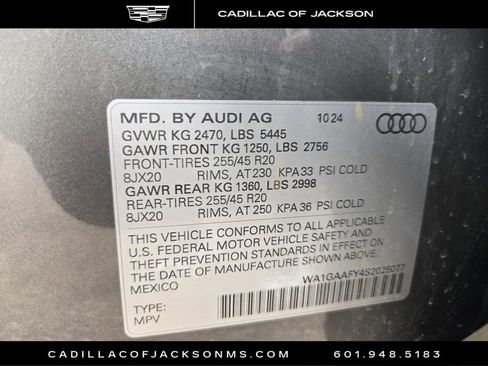 CADILLAC OF JACKSON
MFD. BY AUDI AG 10 24
GVWR KG 2470, LBS 5445
GAWR FRONT KG 1250, LBS 2756
FRONT-TIRES 255/45 R20
8JX20 RIMS, AT 230 KPA 33 PSI COLD
GAWR REAR KG 1360, LBS 2998
REAR-TIRES 255/45 R20
8JX20 RIMS, AT 250 KPA 36 PSI COLD
THIS VEHICLE CONFORMS TO ALL APPLICABLE
U.S. FEDERAL MOTOR VEHICLE SAFETY AND
THEFT PREVENTION STANDARDS IN EFFECT ON
THE DATE OF MANUFACTURE SHOWN ABOVE.
MEXICO
WA1GAAFY4S2025077
TYPE:
MPV
CADILLACOFJACKSONMS.COM 601.948.5183